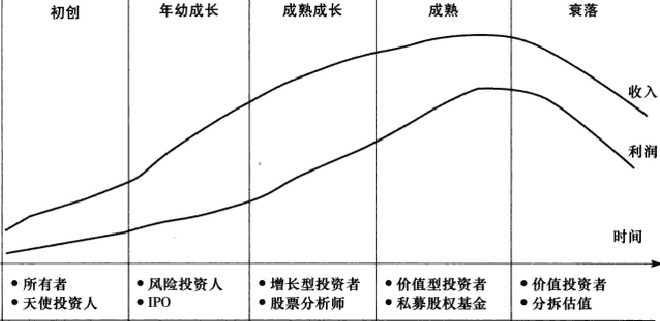 初创 年幼成长 成熟成长 成熟 衰落
收入
利润
时间
• 所有者 • 风险投资人 • 增长型投资者 • 价值型投资者 • 价值投资者
• 天使投资人 • IPO • 股票分析师 • 私募股权基金 • 分拆估值